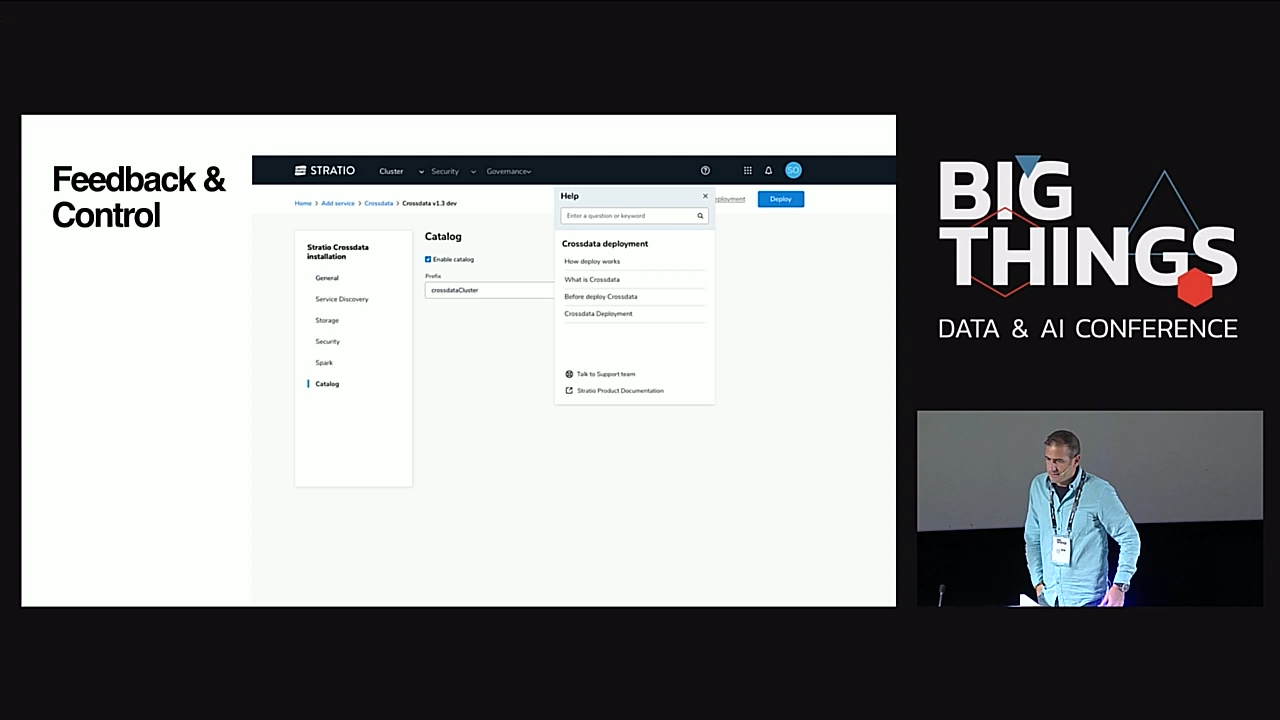 Feedback &
Control
STRATIO
Cluster Security Governance
SO
Home > Add service > Crossdata > Crossdata v1.3 dev
eployment
Deploy
Help
Enter a question or keyword
Crossdata deployment
How deploy works
What is Crossdata
Before deploy Crossdata
Crossdata Deployment
Talk to Support team
Stratio Product Documentation
Stratio Crossdata
installation
General
Service Discovery
Storage
Security
Spark
Catalog
Catalog
Enable catalog
Prefix
crossdataCluster
BIG
THINGS
DATA & AI CONFERENCE